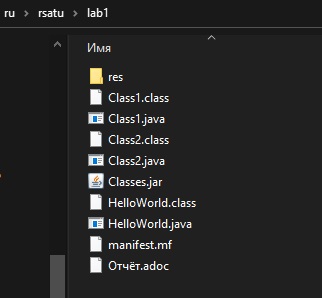 ru > rsatu > lab1
Имя
res
Class1.class
Class1.java
Class2.class
Class2.java
Classes.jar
HelloWorld.class
HelloWorld.java
manifest.mf
Отчёт.adoc